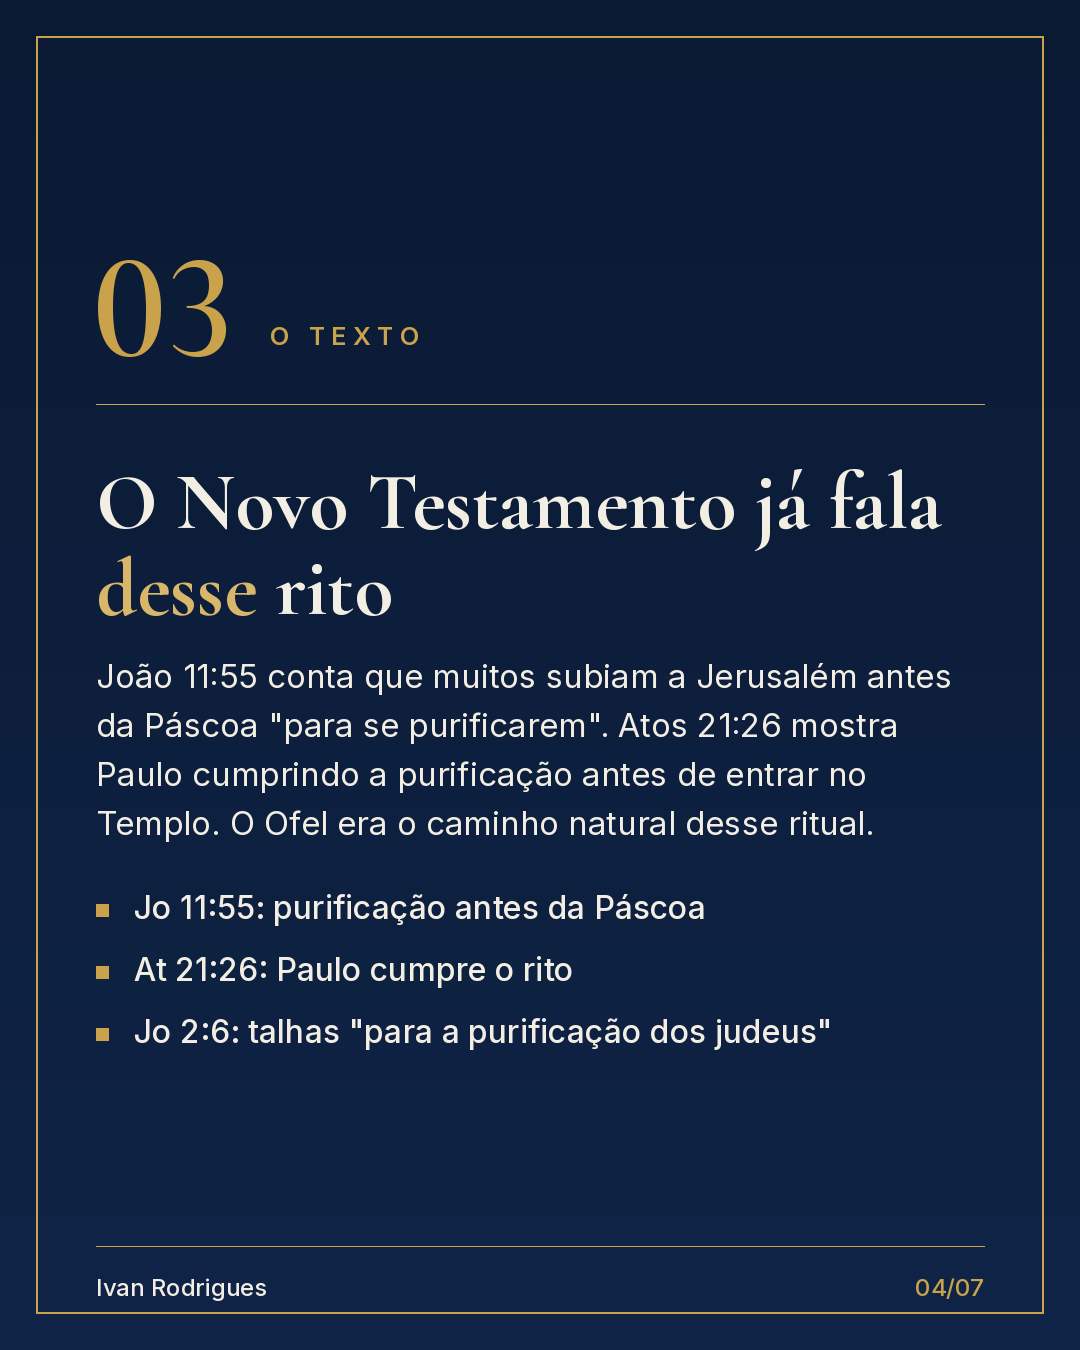 03 O TEXTO
O Novo Testamento já fala
desse rito
João 11:55 conta que muitos subiam a Jerusalém antes
da Páscoa "para se purificarem". Atos 21:26 mostra
Paulo cumprindo a purificação antes de entrar no
Templo. O Ofel era o caminho natural desse ritual.
Jo 11:55: purificação antes da Páscoa
At 21:26: Paulo cumpre o rito
Jo 2:6: talhas "para a purificação dos judeus"
Ivan Rodrigues 04/07